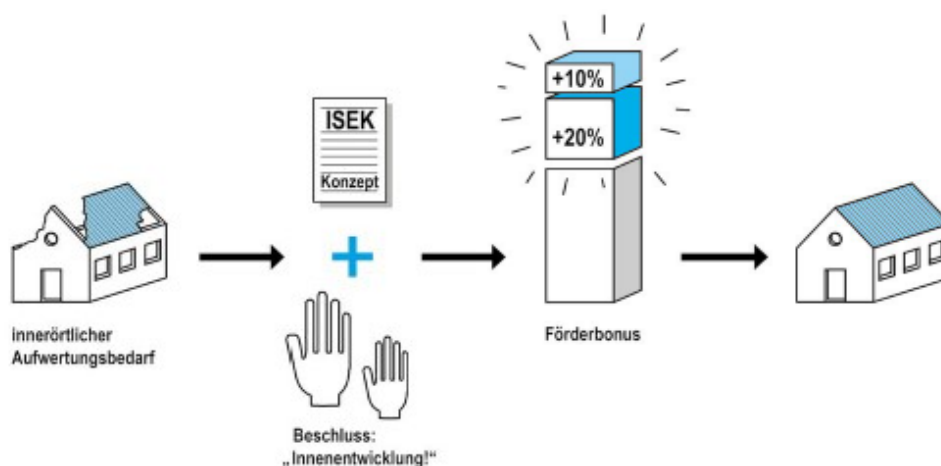 innerörtlicher
Aufwertungsbedarf
ISEK
Konzept
+
Beschluss:
„Innenentwicklung!“
+10%
+20%
Förderbonus